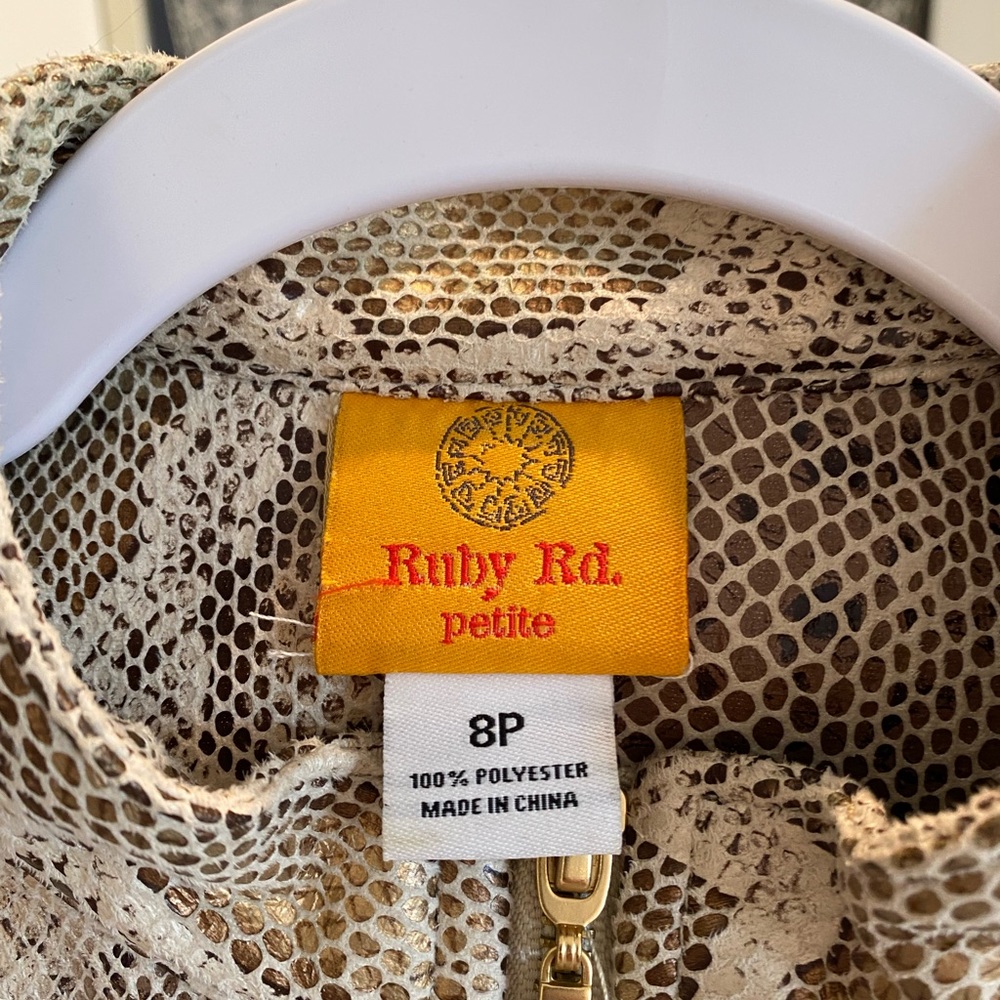 Ruby Rd.
petite
8P
100% POLYESTER
MADE IN CHINA